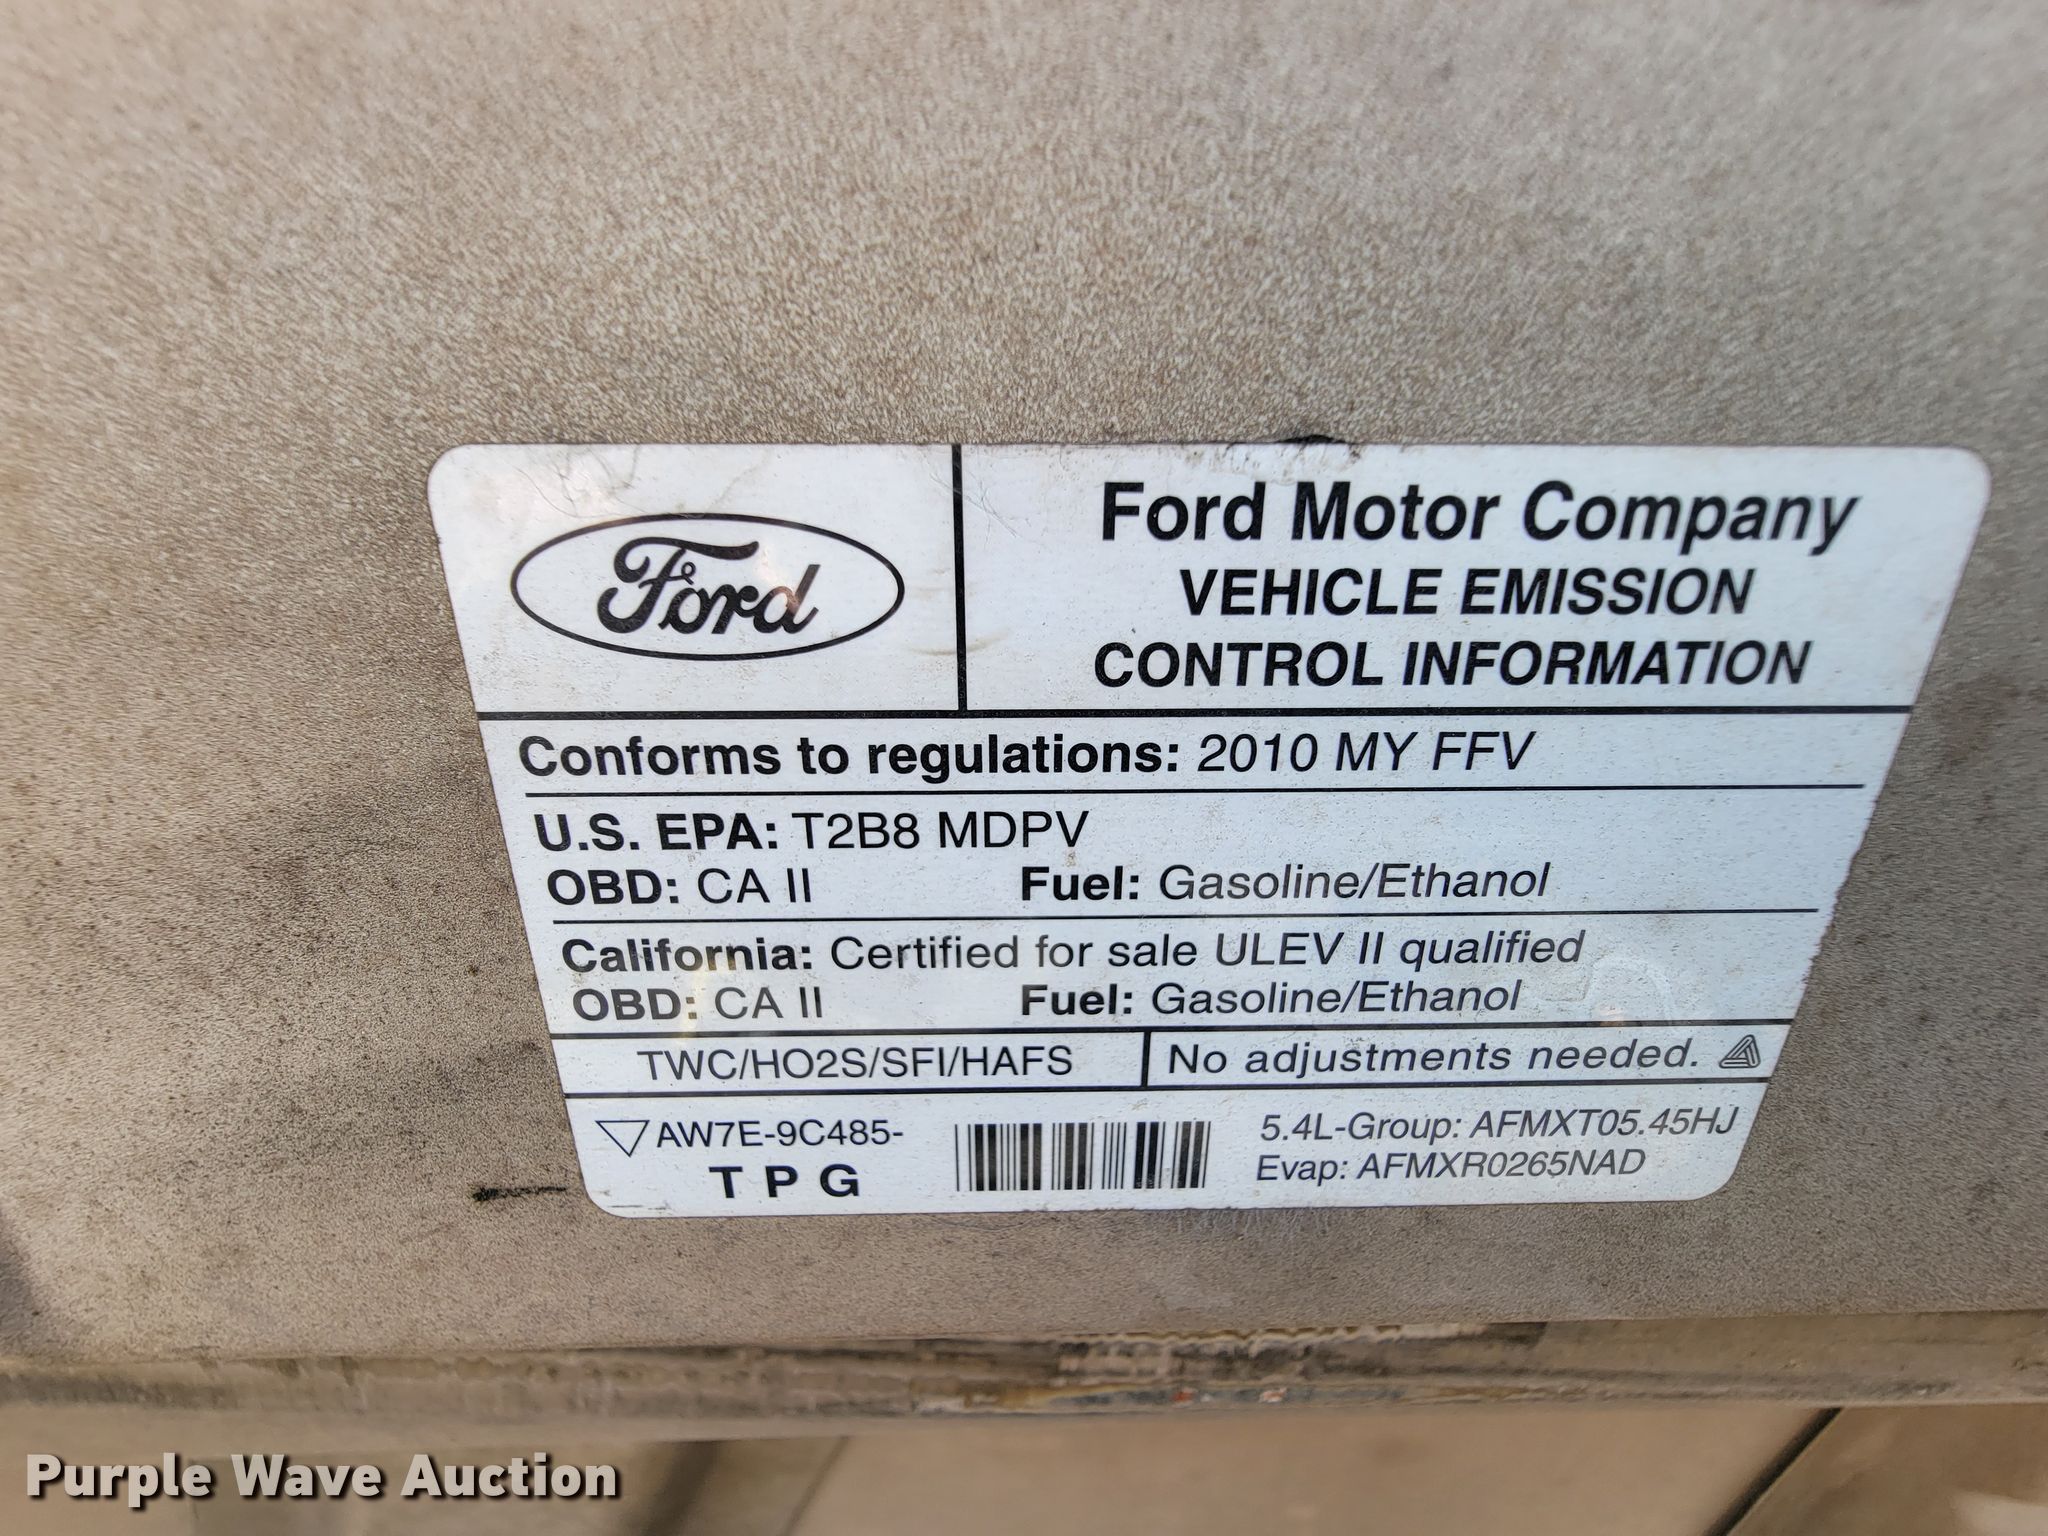 Ford
Ford Motor Company
VEHICLE EMISSION
CONTROL INFORMATION
Conforms to regulations: 2010 MY FFV
U.S. EPA: T2B8 MDPV
OBD: CA II Fuel: Gasoline/Ethanol
California: Certified for sale ULEV II qualified
OBD: CA II Fuel: Gasoline/Ethanol
TWC/HO2S/SFI/HAFS
No adjustments needed.
AW7E-9C485-
T P G
5.4L-Group: AFMXT05.45HJ
Evap: AFMXR0265NAD
Purple Wave Auction